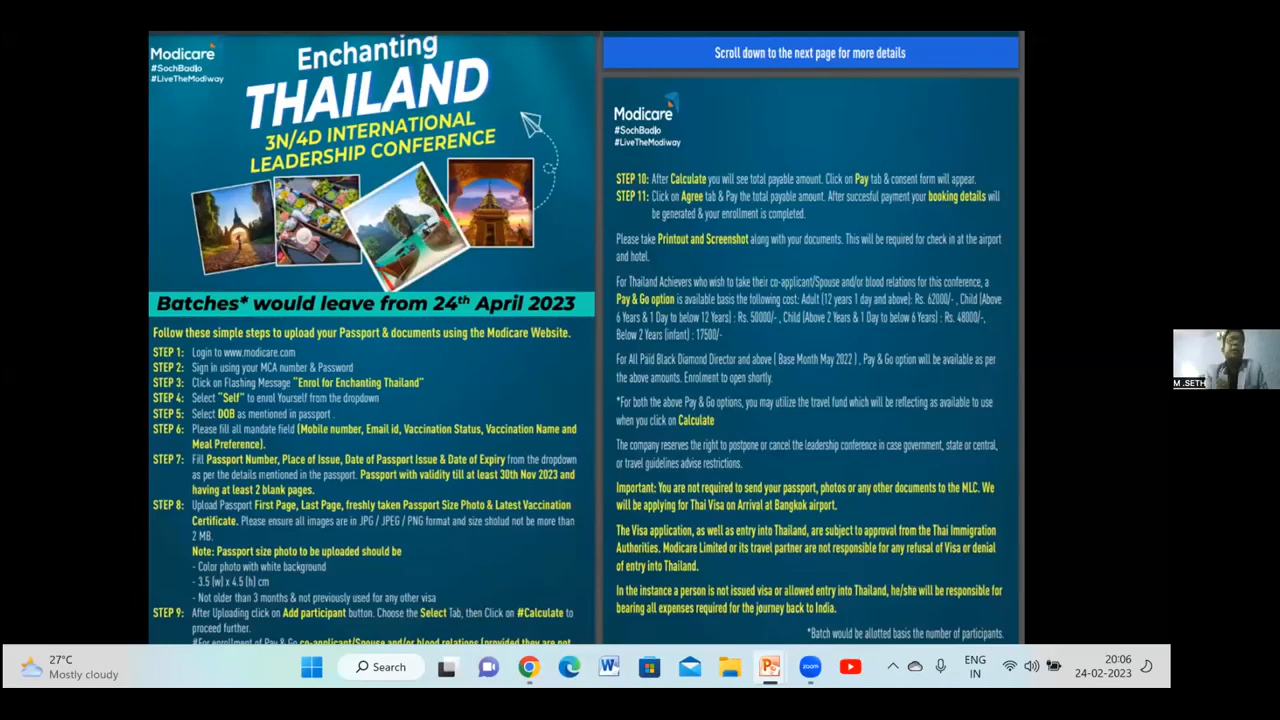 Modicare
#SochBadlo
#LiveTheModiway
Enchanting
THAILAND
3N/4D INTERNATIONAL
LEADERSHIP CONFERENCE
Batches* would leave from 24th April 2023
Follow these simple steps to upload your Passport & documents using the Modicare Website.
STEP 1: Login to www.modicare.com
STEP 2: Sign in using your MCA number & Password
STEP 3: Click on Flashing Message "Enrol for Enchanting Thailand"
STEP 4: Select "Self" to enrol Yourself from the dropdown
STEP 5: Select DOB as mentioned in passport .
STEP 6: Please fill all mandate field (Mobile number, Email id, Vaccination Status, Vaccination Name and
Meal Preference).
STEP 7: Fill Passport Number, Place of Issue, Date of Passport Issue & Date of Expiry from the dropdown
as per the details mentioned in the passport. Passport with validity till at least 30th Nov 2023 and
having at least 2 blank pages.
STEP 8: Upload Passport First Page, Last Page, freshly taken Passport Size Photo & Latest Vaccination
Certificate. Please ensure all images are in JPG / JPEG / PNG format and size sholud not be more than
2 MB.
Note: Passport size photo to be uploaded should be
- Color photo with white background
- 3.5 (w) x 4.5 (h) cm
- Not older than 3 months & not previously used for any other visa
STEP 9: After Uploading click on Add participant button. Choose the Select Tab, then Click on #Calculate to
proceed further.
#For enrollment of Pay & Go co-applicant/Spouse and/or blood relations (provided they are not
Scroll down to the next page for more details
Modicare
#SochBadlo
#LiveTheModiway
STEP 10: After Calculate you will see total payable amount. Click on Pay tab & consent form will appear.
STEP 11: Click on Agree tab & Pay the total payable amount. After succesful payment your booking details will
be generated & your enrollment is completed.
Please take Printout and Screenshot along with your documents. This will be required for check in at the airport
and hotel.
For Thailand Achievers who wish to take their co-applicant/Spouse and/or blood relations for this conference, a
Pay & Go option is available basis the following cost: Adult (12 years 1 day and above): Rs. 62000/- , Child (Above
6 Years & 1 Day to below 12 Years) : Rs. 50000/- , Child (Above 2 Years & 1 Day to below 6 Years) : Rs. 48000/-,
Below 2 Years (infant) : 17500/-
For All Paid Black Diamond Director and above ( Base Month May 2022 ) , Pay & Go option will be available as per
the above amounts. Enrolment to open shortly.
*For both the above Pay & Go options, you may utilize the travel fund which will be reflecting as available to use
when you click on Calculate
The company reserves the right to postpone or cancel the leadership conference in case government, state or central,
or travel guidelines advise restrictions.
Important: You are not required to send your passport, photos or any other documents to the MLC. We
will be applying for Thai Visa on Arrival at Bangkok airport.
The Visa application, as well as entry into Thailand, are subject to approval from the Thai Immigration
Authorities. Modicare Limited or its travel partner are not responsible for any refusal of Visa or denial
of entry into Thailand.
In the instance a person is not issued visa or allowed entry into Thailand, he/she will be responsible for
bearing all expenses required for the journey back to India.
*Batch would be allotted basis the number of participants.
M .SETH
27°C
Mostly cloudy
Search
zoom
ENG
IN
20:06
24-02-2023